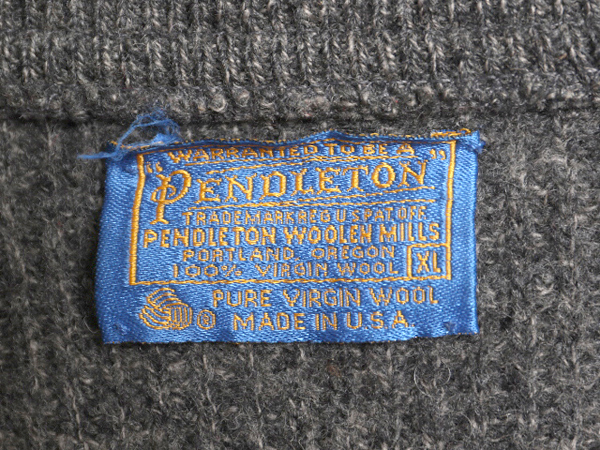 "WARRANTED TO BE A"
PENDLETON
TRADEMARK REG U S PAT OFF.
PENDLETON WOOLEN MILLS
PORTLAND, OREGON
100% VIRGIN WOOL XL
PURE VIRGIN WOOL
® MADE IN U.S.A.